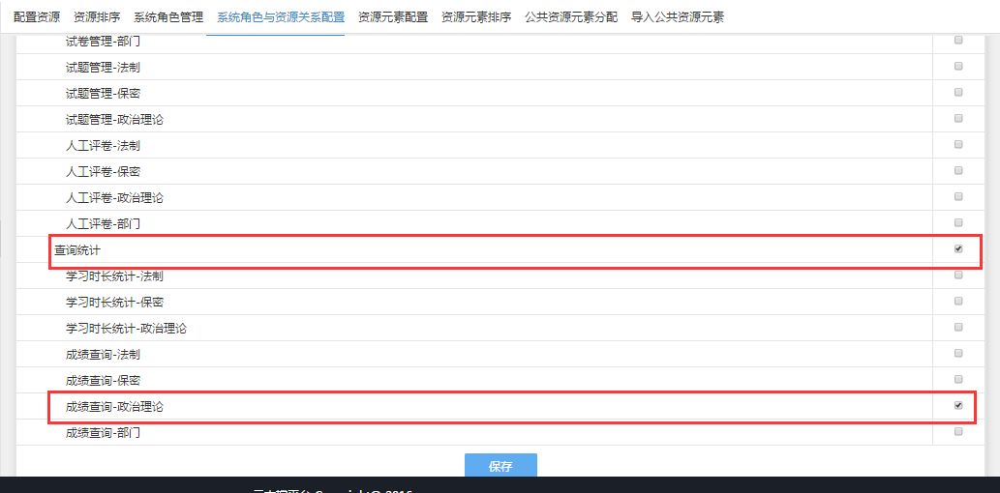 配置资源 资源排序 系统角色管理 系统角色与资源关系配置 资源元素配置 资源元素排序 公共资源元素分配 导入公共资源元素
试卷管理-部门
试题管理-法制
试题管理-保密
试题管理-政治理论
人工评卷-法制
人工评卷-保密
人工评卷-政治理论
人工评卷-部门
查询统计
学习时长统计-法制
学习时长统计-保密
学习时长统计-政治理论
成绩查询-法制
成绩查询-保密
成绩查询-政治理论
成绩查询-部门
保存